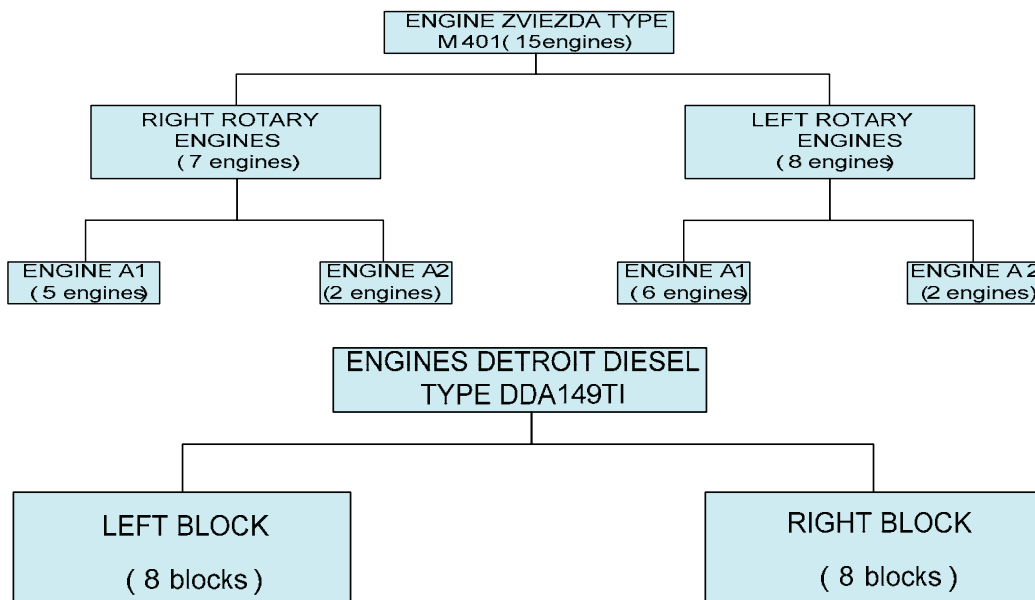 ENGINE ZVIEZDA TYPE
M401(15engines)
RIGHT ROTARY
ENGINES
(7 engines)
LEFT ROTARY
ENGINES
(8 engines)
ENGINE A1
(5 engines)
ENGINE A2
(2 engines)
ENGINE A1
(6 engines)
ENGINE A2
(2 engines)
ENGINES DETROIT DIESEL
TYPE DDA149TI
LEFT BLOCK
(8 blocks)
RIGHT BLOCK
(8 blocks)